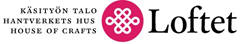 KÄSITYÖN TALO
HANTVERKETS HUS
HOUSE OF CRAFTS
Loftet